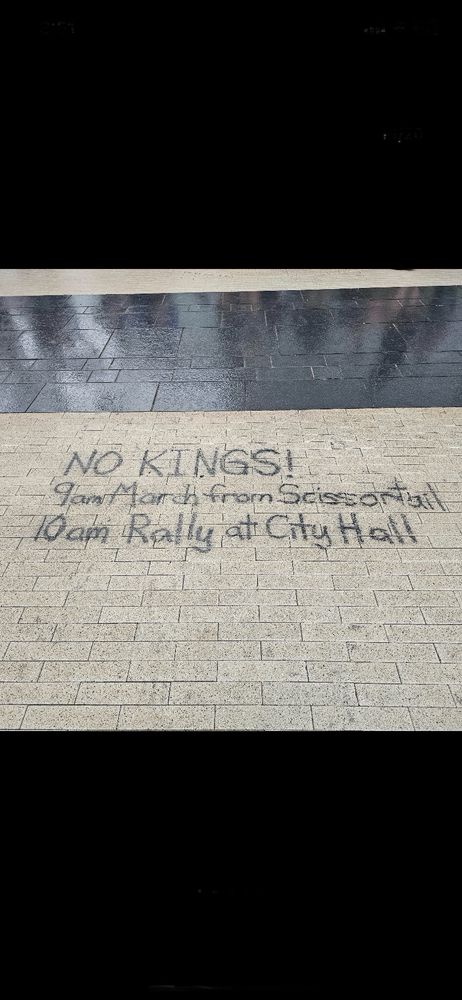 NO KINGS!
9am March from Scissortail
10am Rally at City Hall